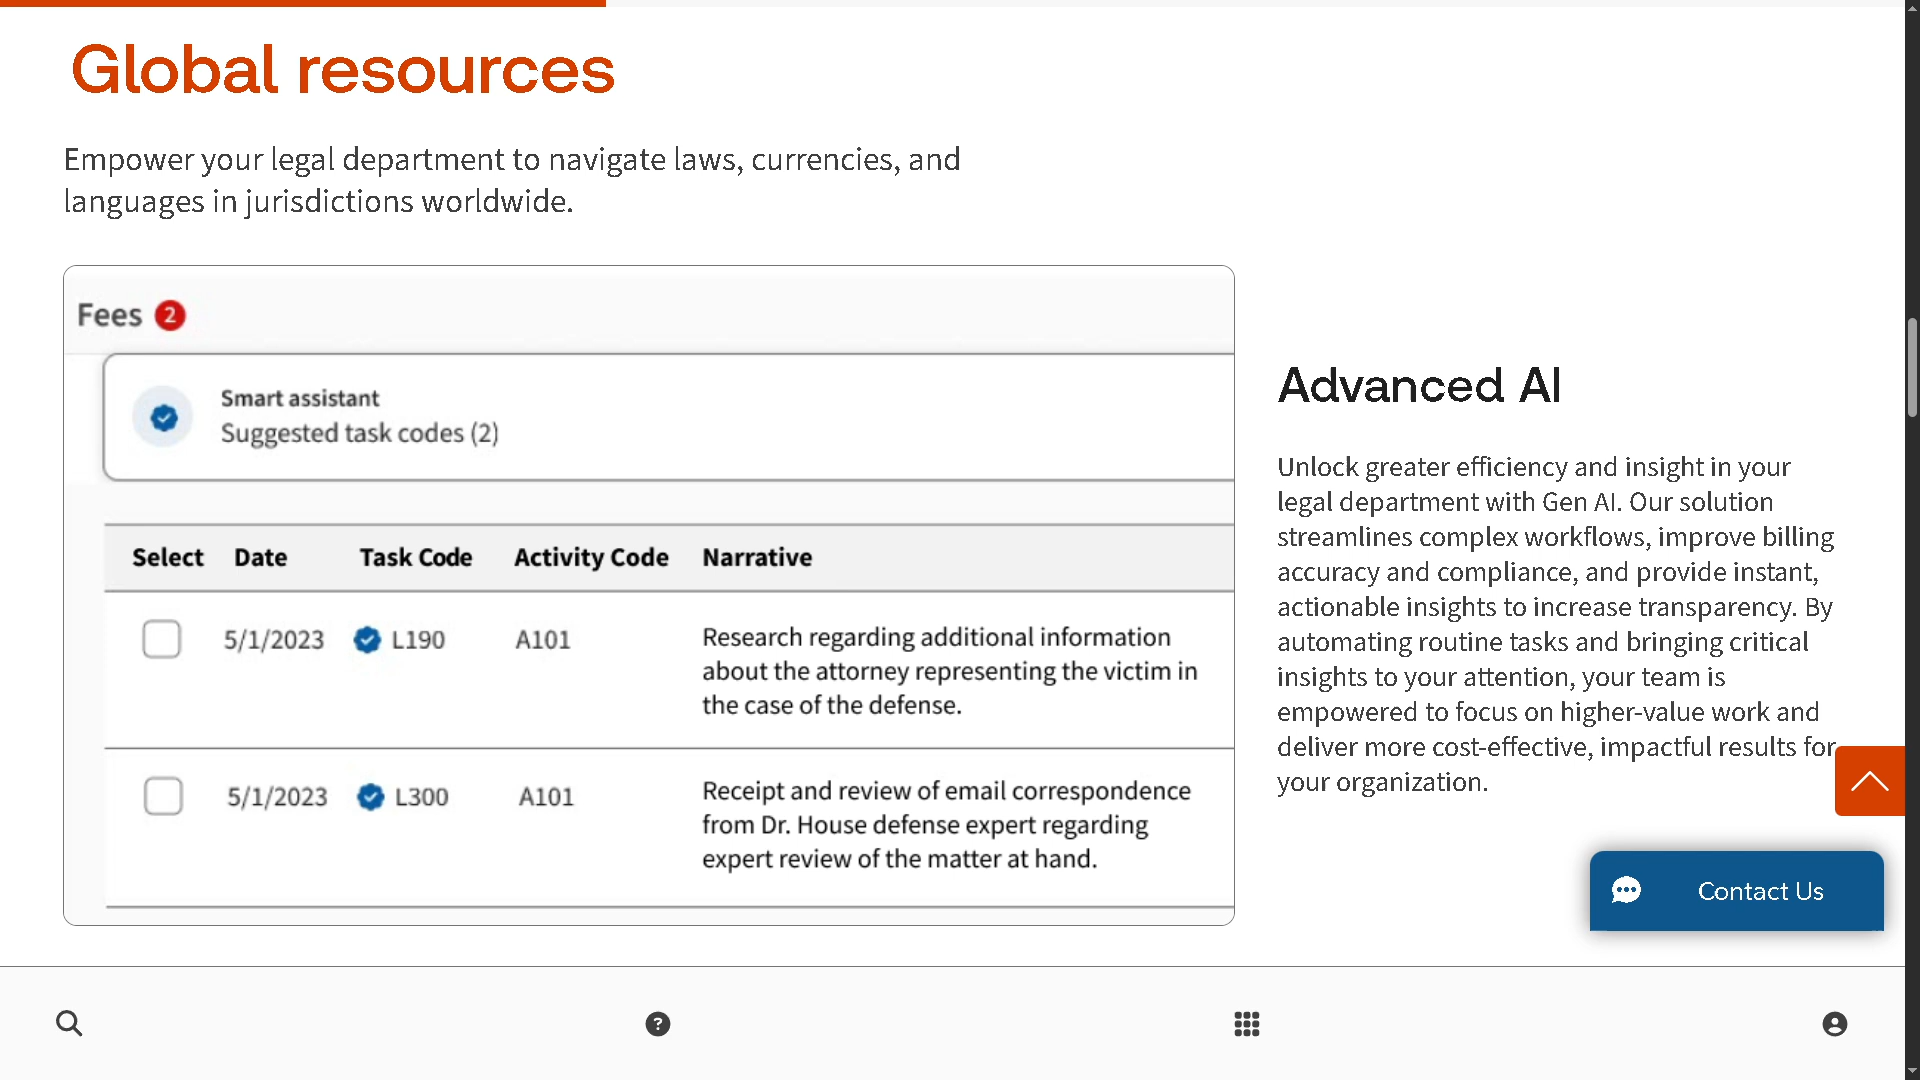 Global resources
Empower your legal department to navigate laws, currencies, and
languages in jurisdictions worldwide.
Fees 2
Smart assistant
Suggested task codes (2)
Select Date Task Code Activity Code Narrative
5/1/2023 L190 A101 Research regarding additional information
about the attorney representing the victim in
the case of the defense.
5/1/2023 L300 A101 Receipt and review of email correspondence
from Dr. House defense expert regarding
expert review of the matter at hand.
Advanced AI
Unlock greater efficiency and insight in your
legal department with Gen AI. Our solution
streamlines complex workflows, improve billing
accuracy and compliance, and provide instant,
actionable insights to increase transparency. By
automating routine tasks and bringing critical
insights to your attention, your team is
empowered to focus on higher-value work and
deliver more cost-effective, impactful results for
your organization.
Contact Us